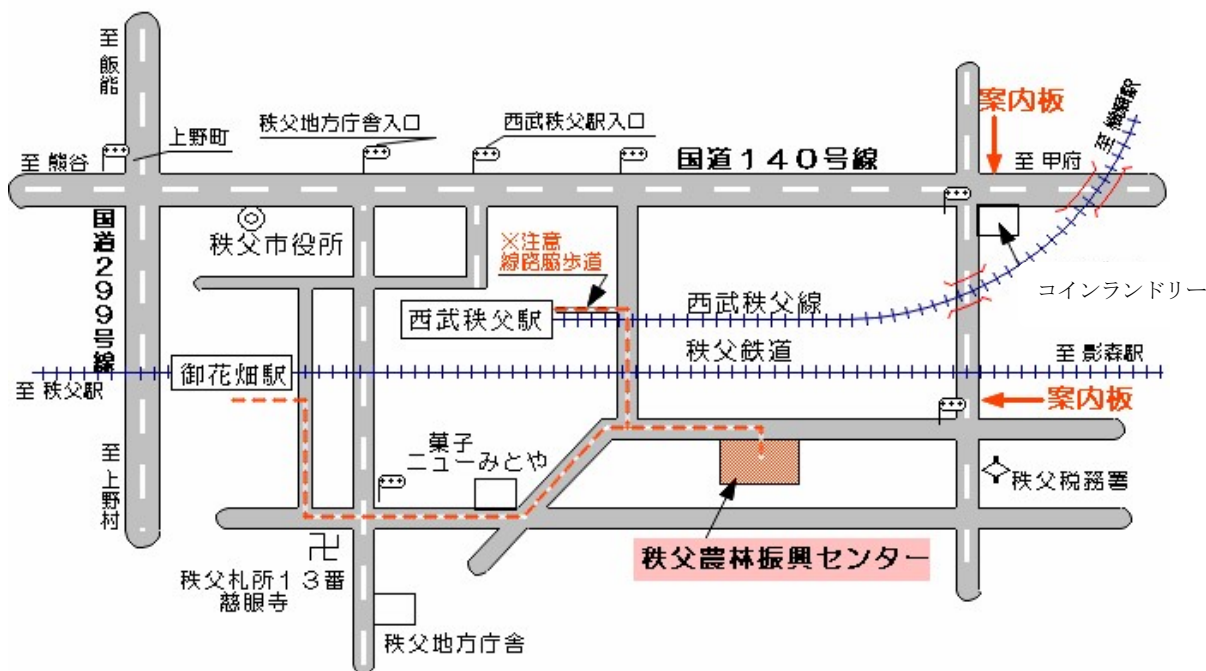 至 飯能
上野町
秩父地方庁舎入口
西武秩父駅入口
案内板
至 横瀬駅
至 熊谷
国道140号線
至 甲府
国道299号線
秩父市役所
※注意
線路脇歩道
コインランドリー
西武秩父駅
西武秩父線
秩父鉄道
至 影森駅
御花畑駅
至 秩父駅
案内板
至 上野村
菓子
ニューみとや
秩父税務署
卍
秩父農林振興センター
秩父札所13番
慈眼寺
秩父地方庁舎